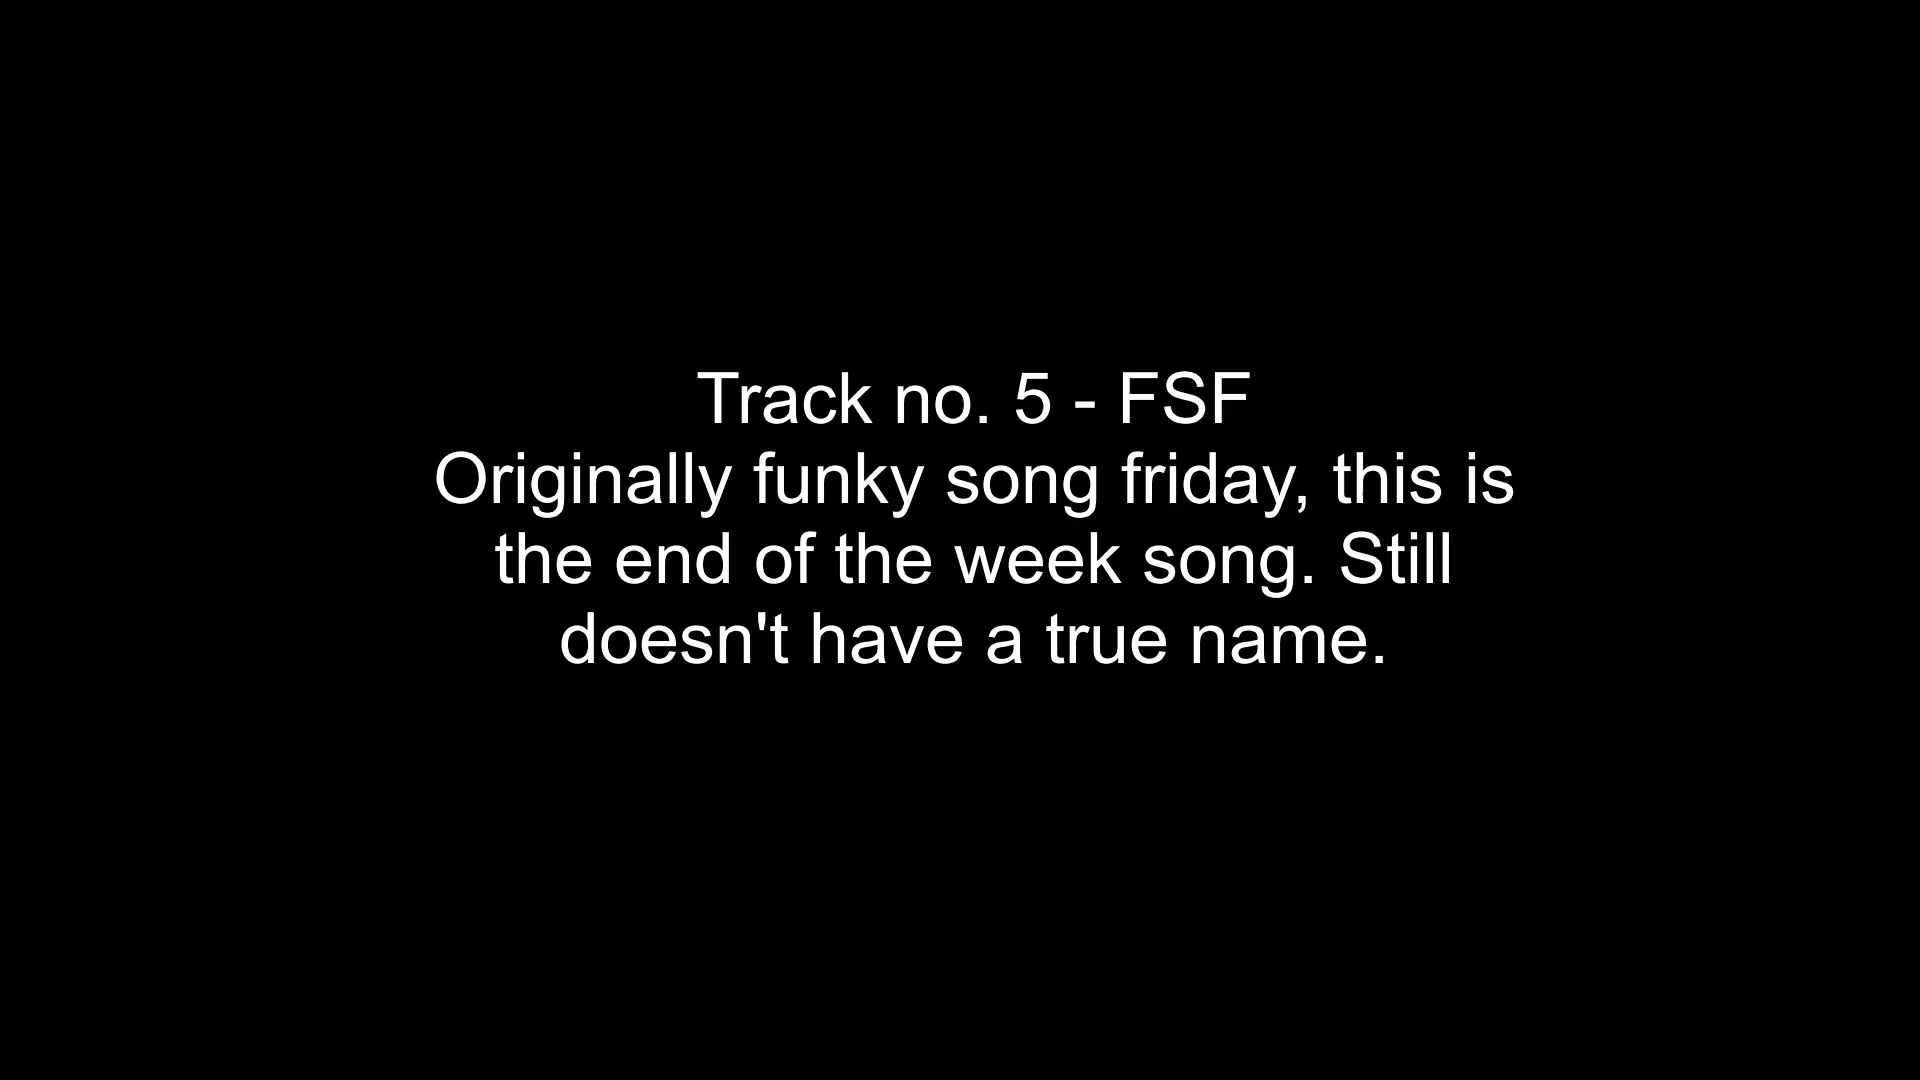 Track no. 5 - FSF
Originally funky song friday, this is
the end of the week song. Still
doesn't have a true name.